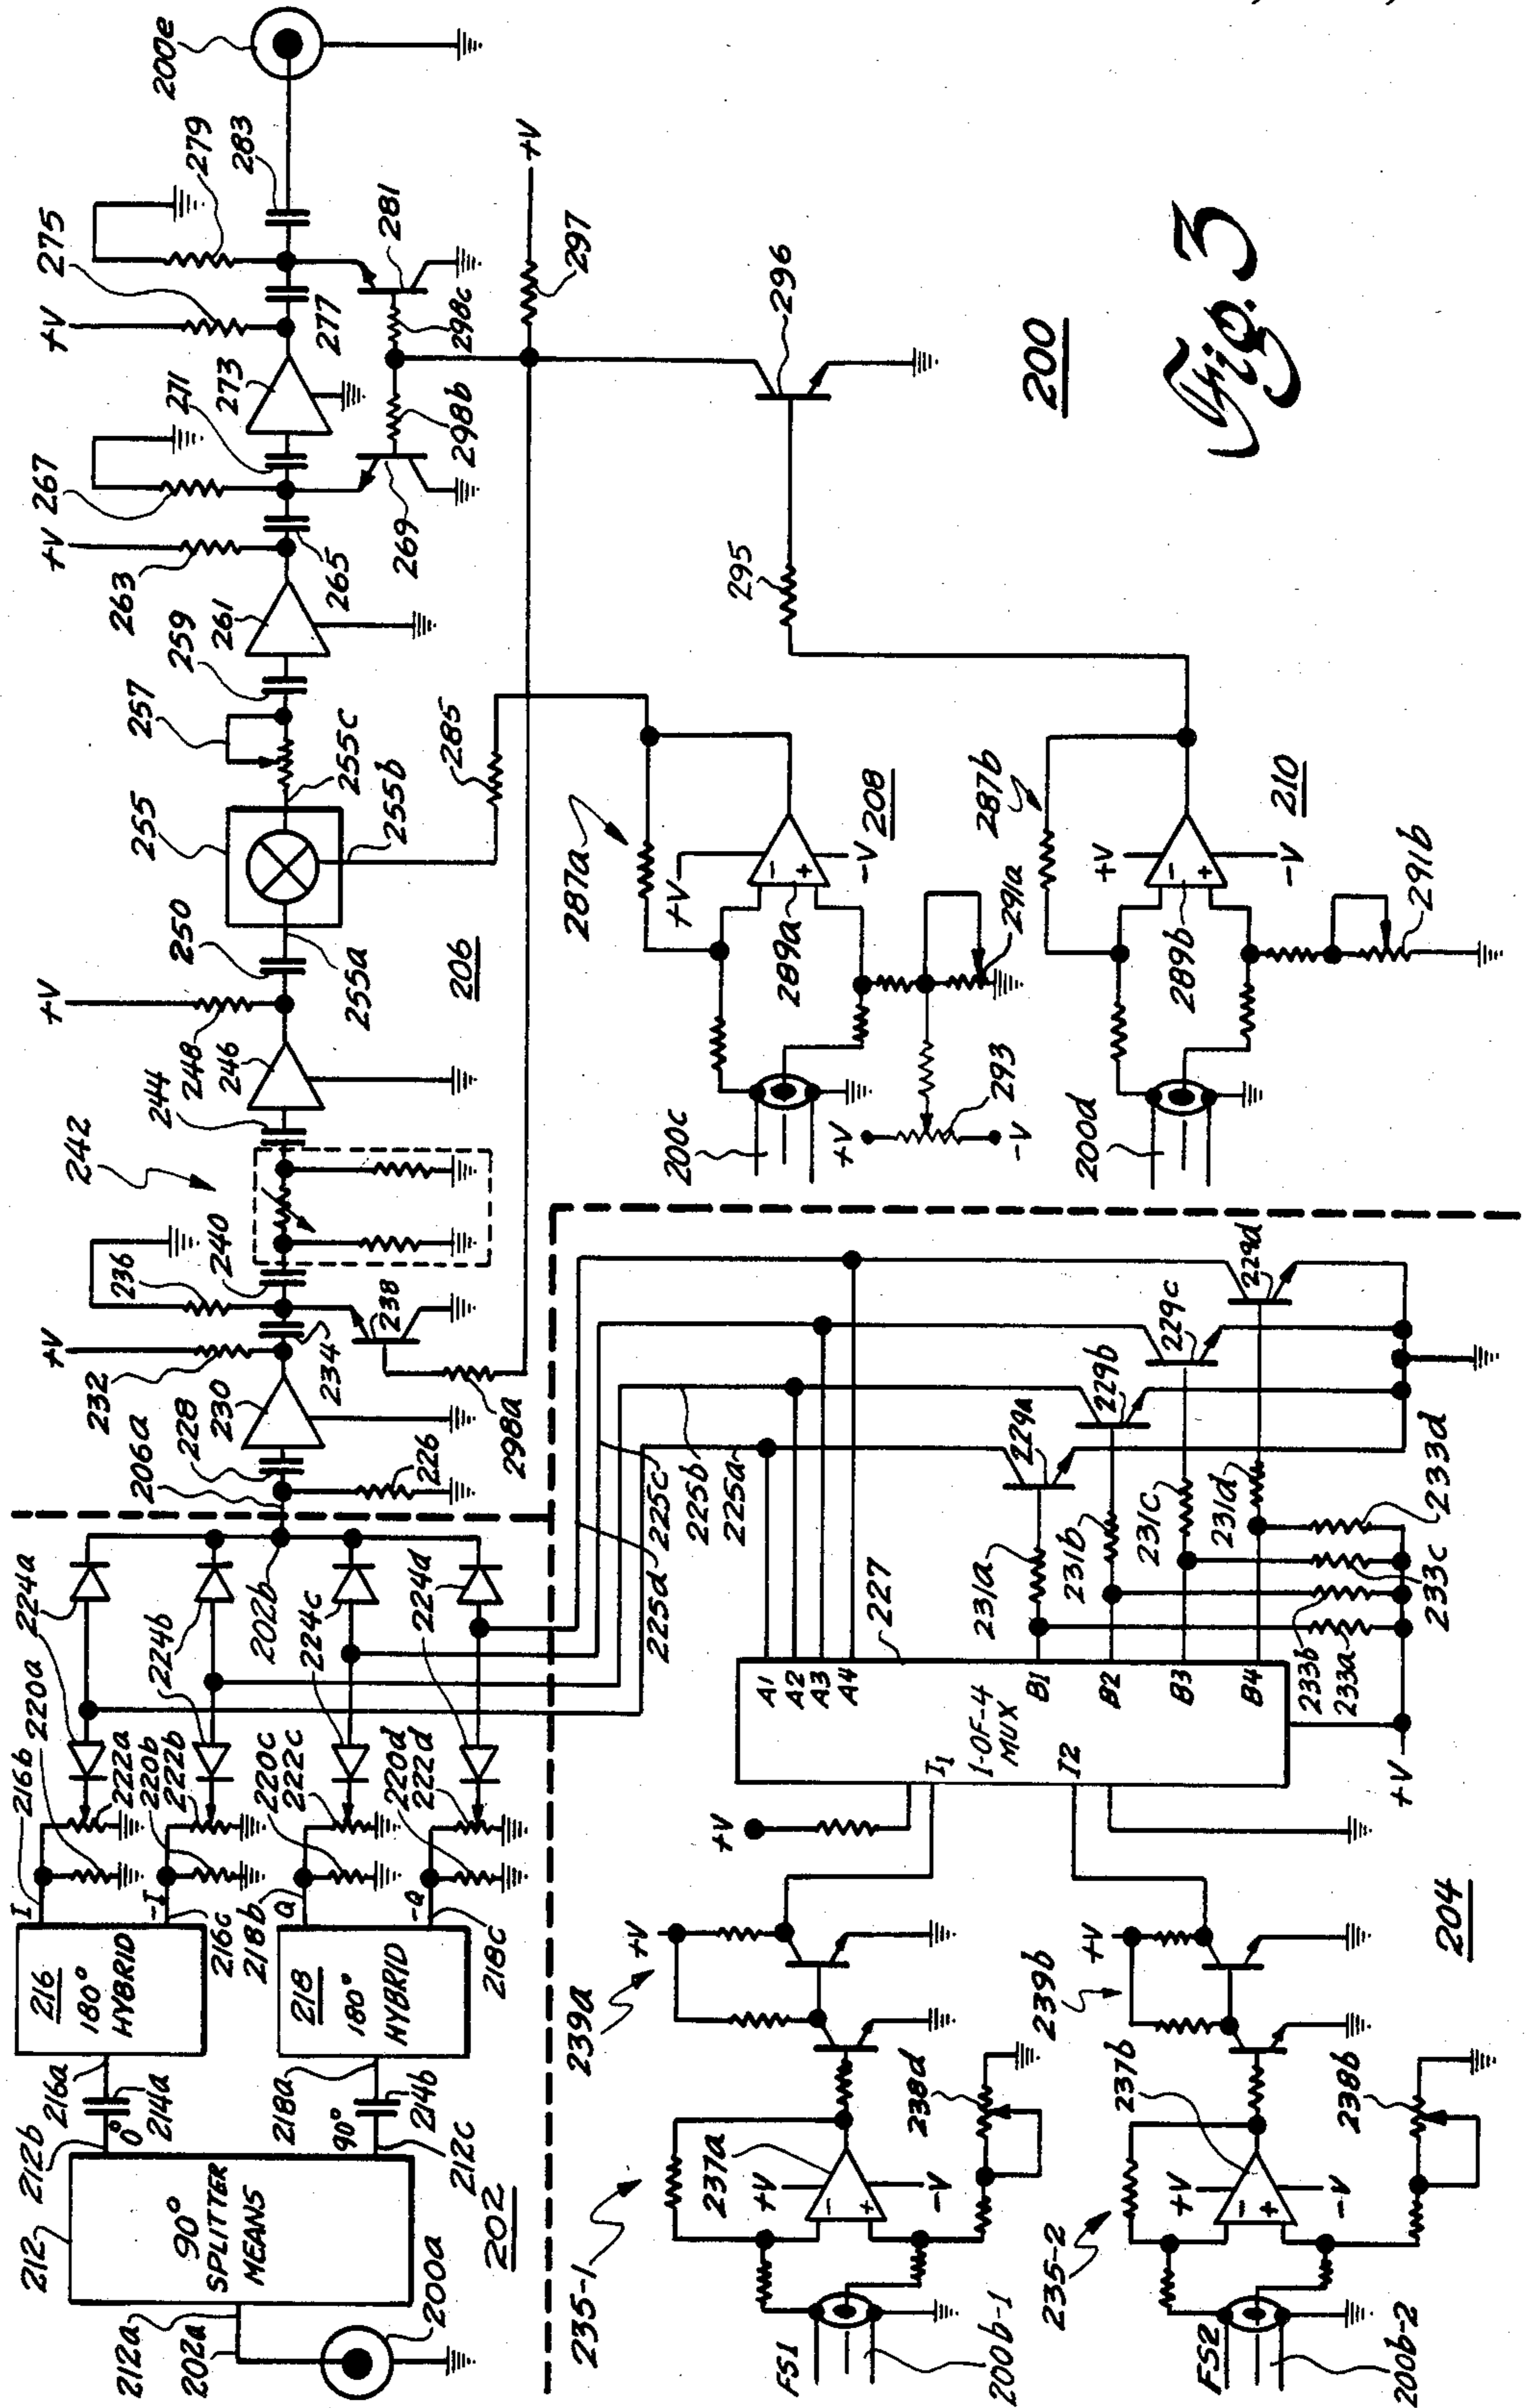 212
212a
202a
200a
90°
SPLITTER
MEANS
212b
0°
214a
216a
90°
214b
218a
212c
202
216
180°
HYBRID
218
180°
HYBRID
I
216b
-I
216c
Q
218b
-Q
218c
220a
222a
220b
222b
220c
222c
220d
222d
224a
224b
224c
224d
202b
206a
226
228
230
232
+V
234
236
238
298a
240
242
244
246
248
+V
250
255a
206
255
255b
255c
257
259
261
263
+V
265
267
269
298b
271
273
275
+V
277
279
281
298c
283
200e
+V
297
285
296
295
200
Fig. 3
287a
+V
-V
-
+
289a
208
291a
293
+V
-V
200c
287b
+V
-V
-
+
289b
210
291b
200d
225d
225c
225b
225a
229a
229b
229c
229d
231a
231b
231c
231d
233a
233b
233c
233d
227
A1
A2
A3
A4
1-OF-4
MUX
I1
I2
B1
B2
B3
B4
+V
+V
239a
+V
235-1
237a
+V
-V
-
+
238d
FS1
200b-1
239b
+V
235-2
237b
+V
-V
-
+
238b
FS2
200b-2
204